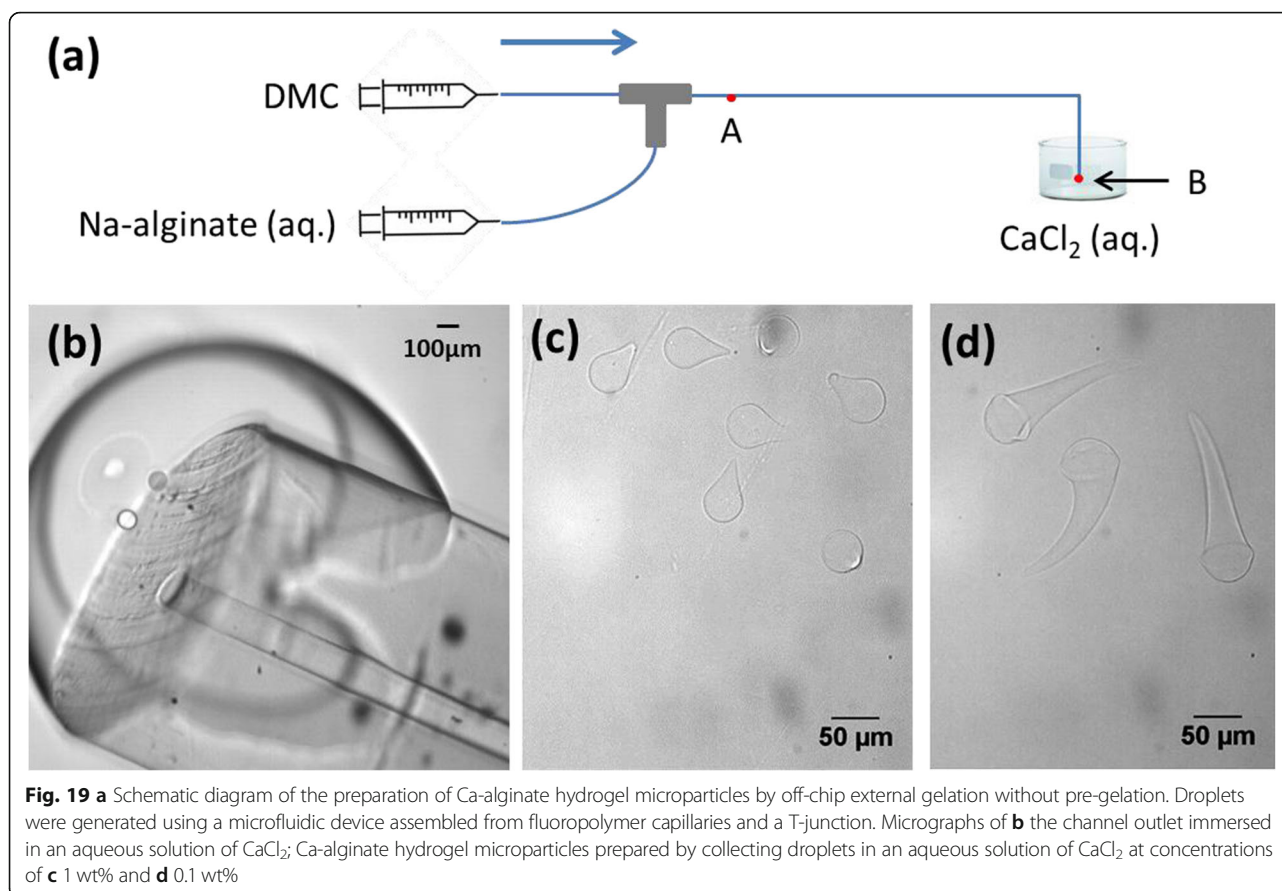 (a)
DMC
A
Na-alginate (aq.)
B
CaCl₂ (aq.)
(b)
100μm
(c)
50 μm
(d)
50 μm
Fig. 19 a Schematic diagram of the preparation of Ca-alginate hydrogel microparticles by off-chip external gelation without pre-gelation. Droplets
were generated using a microfluidic device assembled from fluoropolymer capillaries and a T-junction. Micrographs of b the channel outlet immersed
in an aqueous solution of CaCl₂; Ca-alginate hydrogel microparticles prepared by collecting droplets in an aqueous solution of CaCl₂ at concentrations
of c 1 wt% and d 0.1 wt%